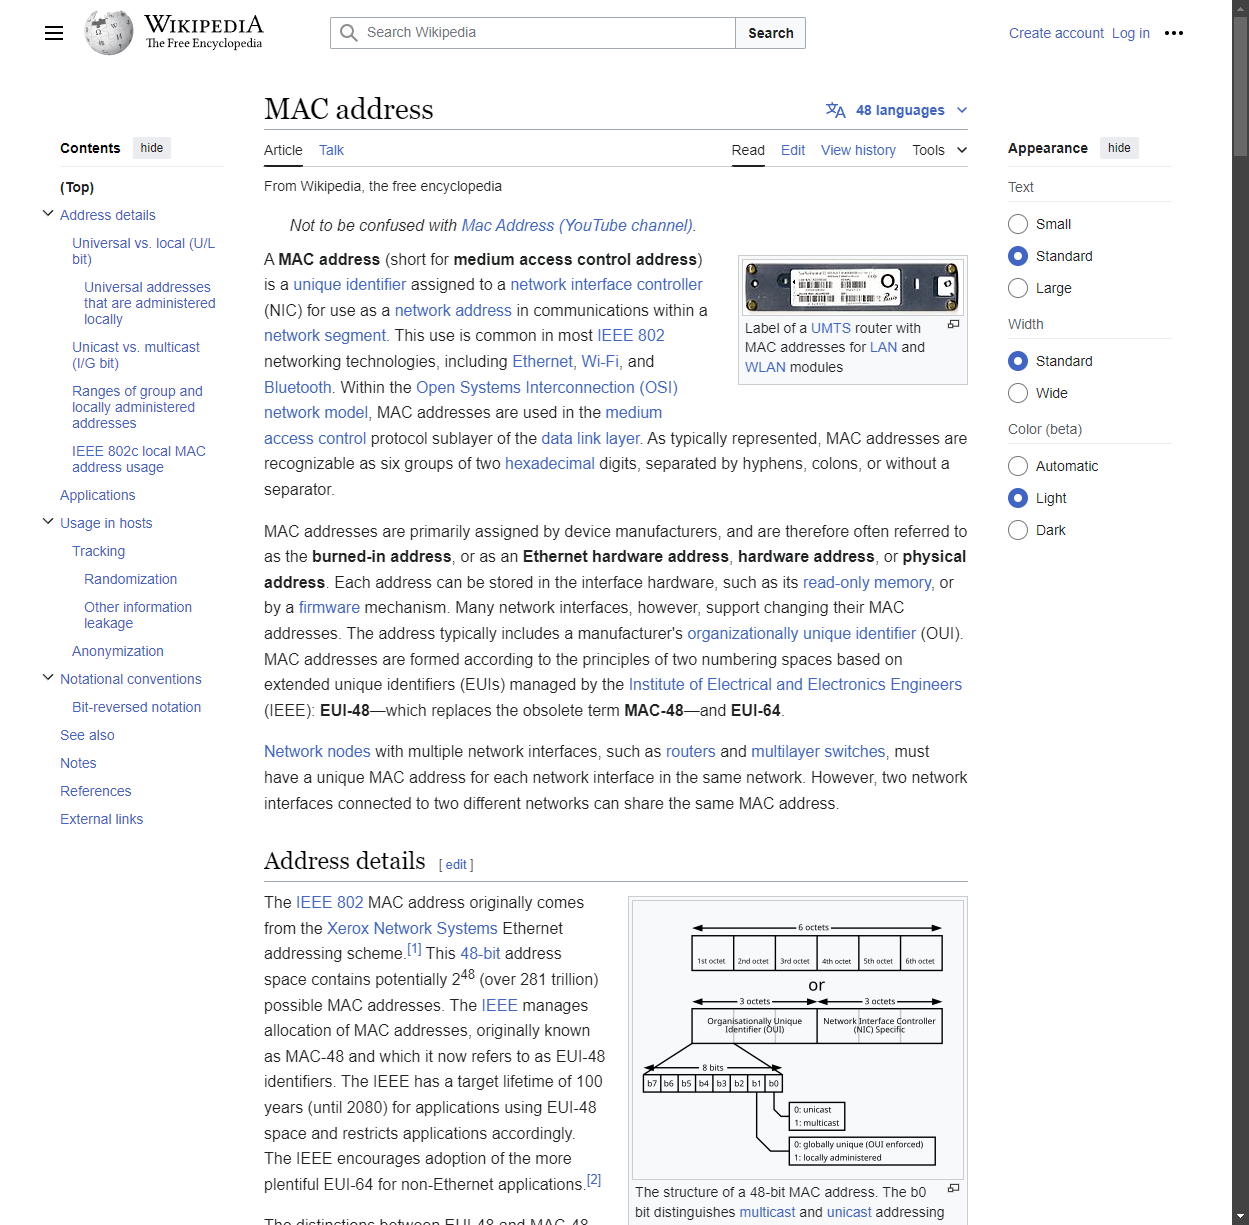 WIKIPEDIA
The Free Encyclopedia
Search Wikipedia
Search
Create account Log in
MAC address
48 languages
Contents hide
(Top)
Address details
Universal vs. local (U/L
bit)
Universal addresses
that are administered
locally
Unicast vs. multicast
(I/G bit)
Ranges of group and
locally administered
addresses
IEEE 802c local MAC
address usage
Applications
Usage in hosts
Tracking
Randomization
Other information
leakage
Anonymization
Notational conventions
Bit-reversed notation
See also
Notes
References
External links
Article Talk
Read Edit View history Tools
From Wikipedia, the free encyclopedia
Not to be confused with Mac Address (YouTube channel).
A MAC address (short for medium access control address)
is a unique identifier assigned to a network interface controller
(NIC) for use as a network address in communications within a
network segment. This use is common in most IEEE 802
networking technologies, including Ethernet, Wi-Fi, and
Bluetooth. Within the Open Systems Interconnection (OSI)
network model, MAC addresses are used in the medium
access control protocol sublayer of the data link layer. As typically represented, MAC addresses are
recognizable as six groups of two hexadecimal digits, separated by hyphens, colons, or without a
separator.
O2
Label of a UMTS router with
MAC addresses for LAN and
WLAN modules
MAC addresses are primarily assigned by device manufacturers, and are therefore often referred to
as the burned-in address, or as an Ethernet hardware address, hardware address, or physical
address. Each address can be stored in the interface hardware, such as its read-only memory, or
by a firmware mechanism. Many network interfaces, however, support changing their MAC
addresses. The address typically includes a manufacturer's organizationally unique identifier (OUI).
MAC addresses are formed according to the principles of two numbering spaces based on
extended unique identifiers (EUIs) managed by the Institute of Electrical and Electronics Engineers
(IEEE): EUI-48—which replaces the obsolete term MAC-48—and EUI-64.
Network nodes with multiple network interfaces, such as routers and multilayer switches, must
have a unique MAC address for each network interface in the same network. However, two network
interfaces connected to two different networks can share the same MAC address.
Address details [ edit ]
The IEEE 802 MAC address originally comes
from the Xerox Network Systems Ethernet
addressing scheme.[1] This 48-bit address
space contains potentially 2^48 (over 281 trillion)
possible MAC addresses. The IEEE manages
allocation of MAC addresses, originally known
as MAC-48 and which it now refers to as EUI-48
identifiers. The IEEE has a target lifetime of 100
years (until 2080) for applications using EUI-48
space and restricts applications accordingly.
The IEEE encourages adoption of the more
plentiful EUI-64 for non-Ethernet applications.[2]
The distinctions between EUI-48 and MAC-48
6 octets
1st octet 2nd octet 3rd octet 4th octet 5th octet 6th octet
or
3 octets 3 octets
Organisationally Unique
Identifier (OUI)
Network Interface Controller
(NIC) Specific
8 bits
b7 b6 b5 b4 b3 b2 b1 b0
0: unicast
1: multicast
0: globally unique (OUI enforced)
1: locally administered
The structure of a 48-bit MAC address. The b0
bit distinguishes multicast and unicast addressing
Appearance hide
Text
Small
Standard
Large
Width
Standard
Wide
Color (beta)
Automatic
Light
Dark